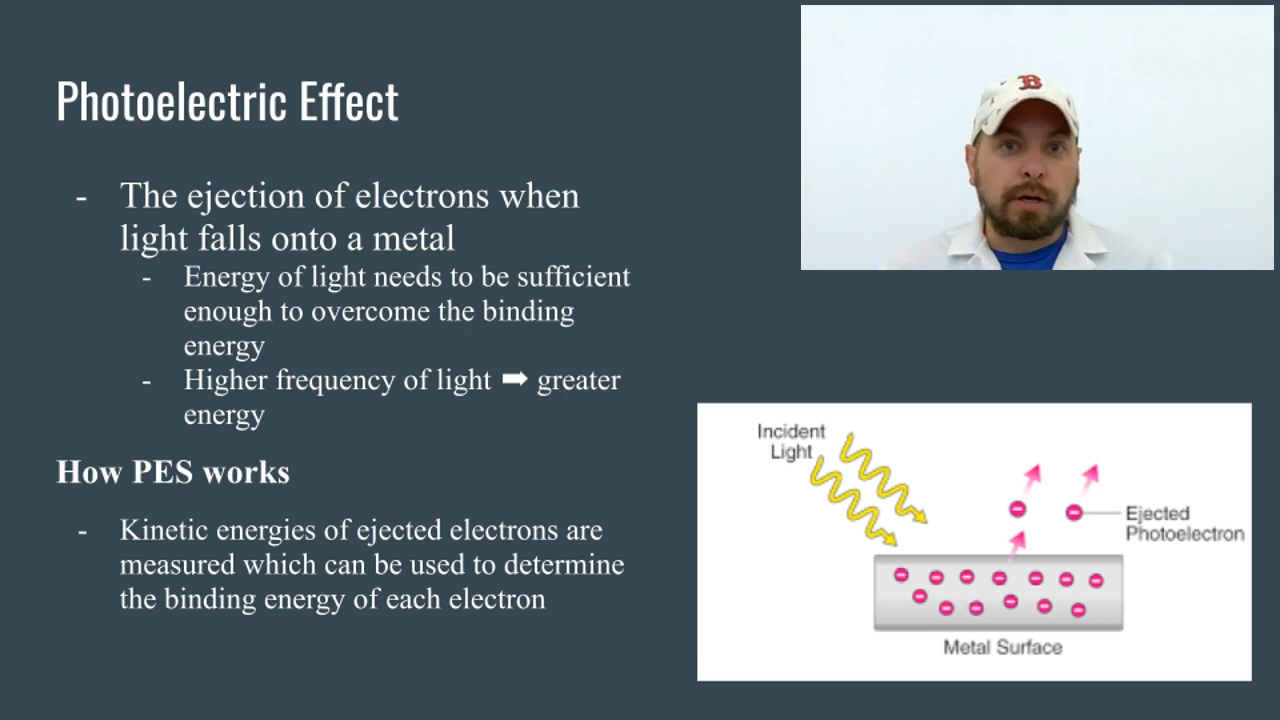 Photoelectric Effect
- The ejection of electrons when
light falls onto a metal
- Energy of light needs to be sufficient
enough to overcome the binding
energy
- Higher frequency of light ➡ greater
energy
How PES works
- Kinetic energies of ejected electrons are
measured which can be used to determine
the binding energy of each electron
B
Incident
Light
Ejected
Photoelectron
Metal Surface